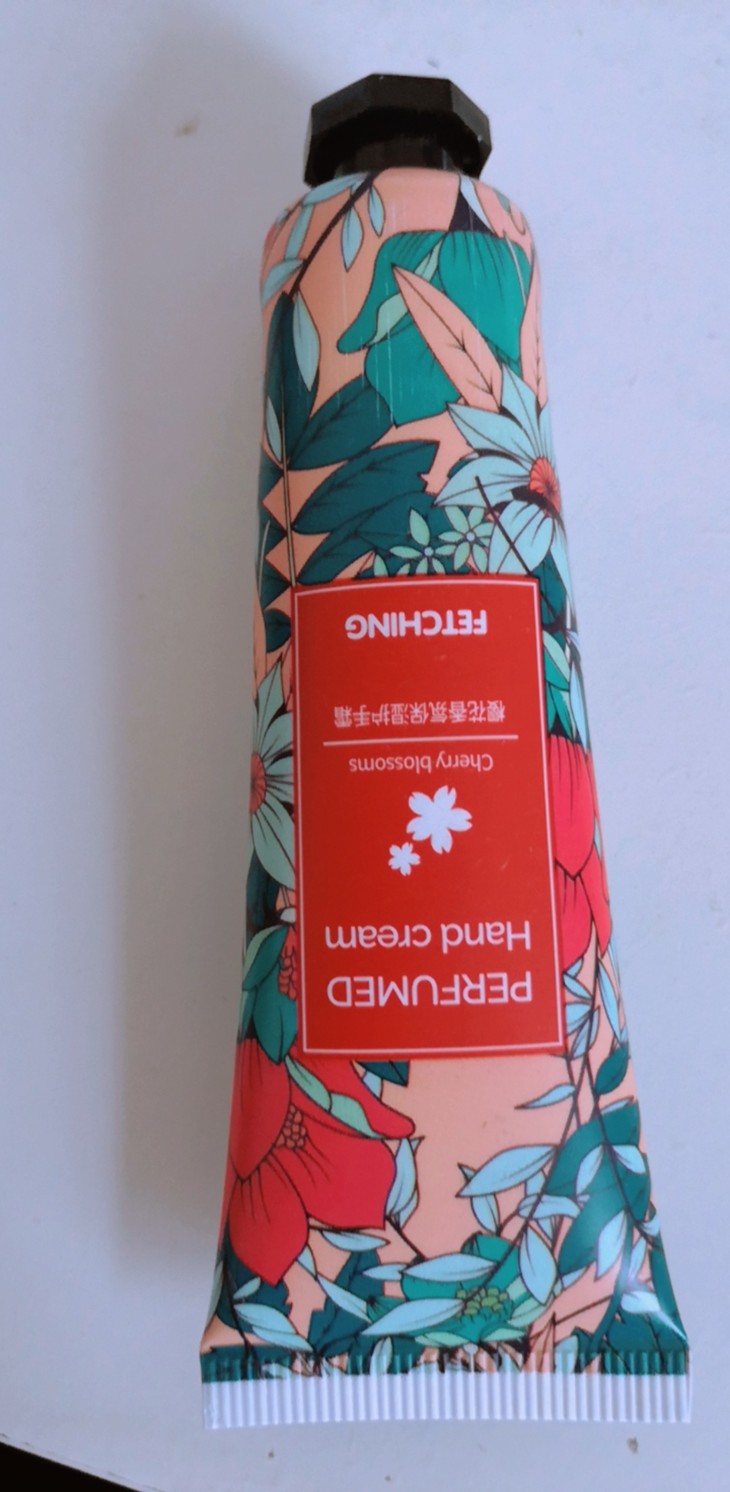 PERFUMED
Hand cream
Cherry blossoms
樱花香氛保湿护手霜
FETCHING